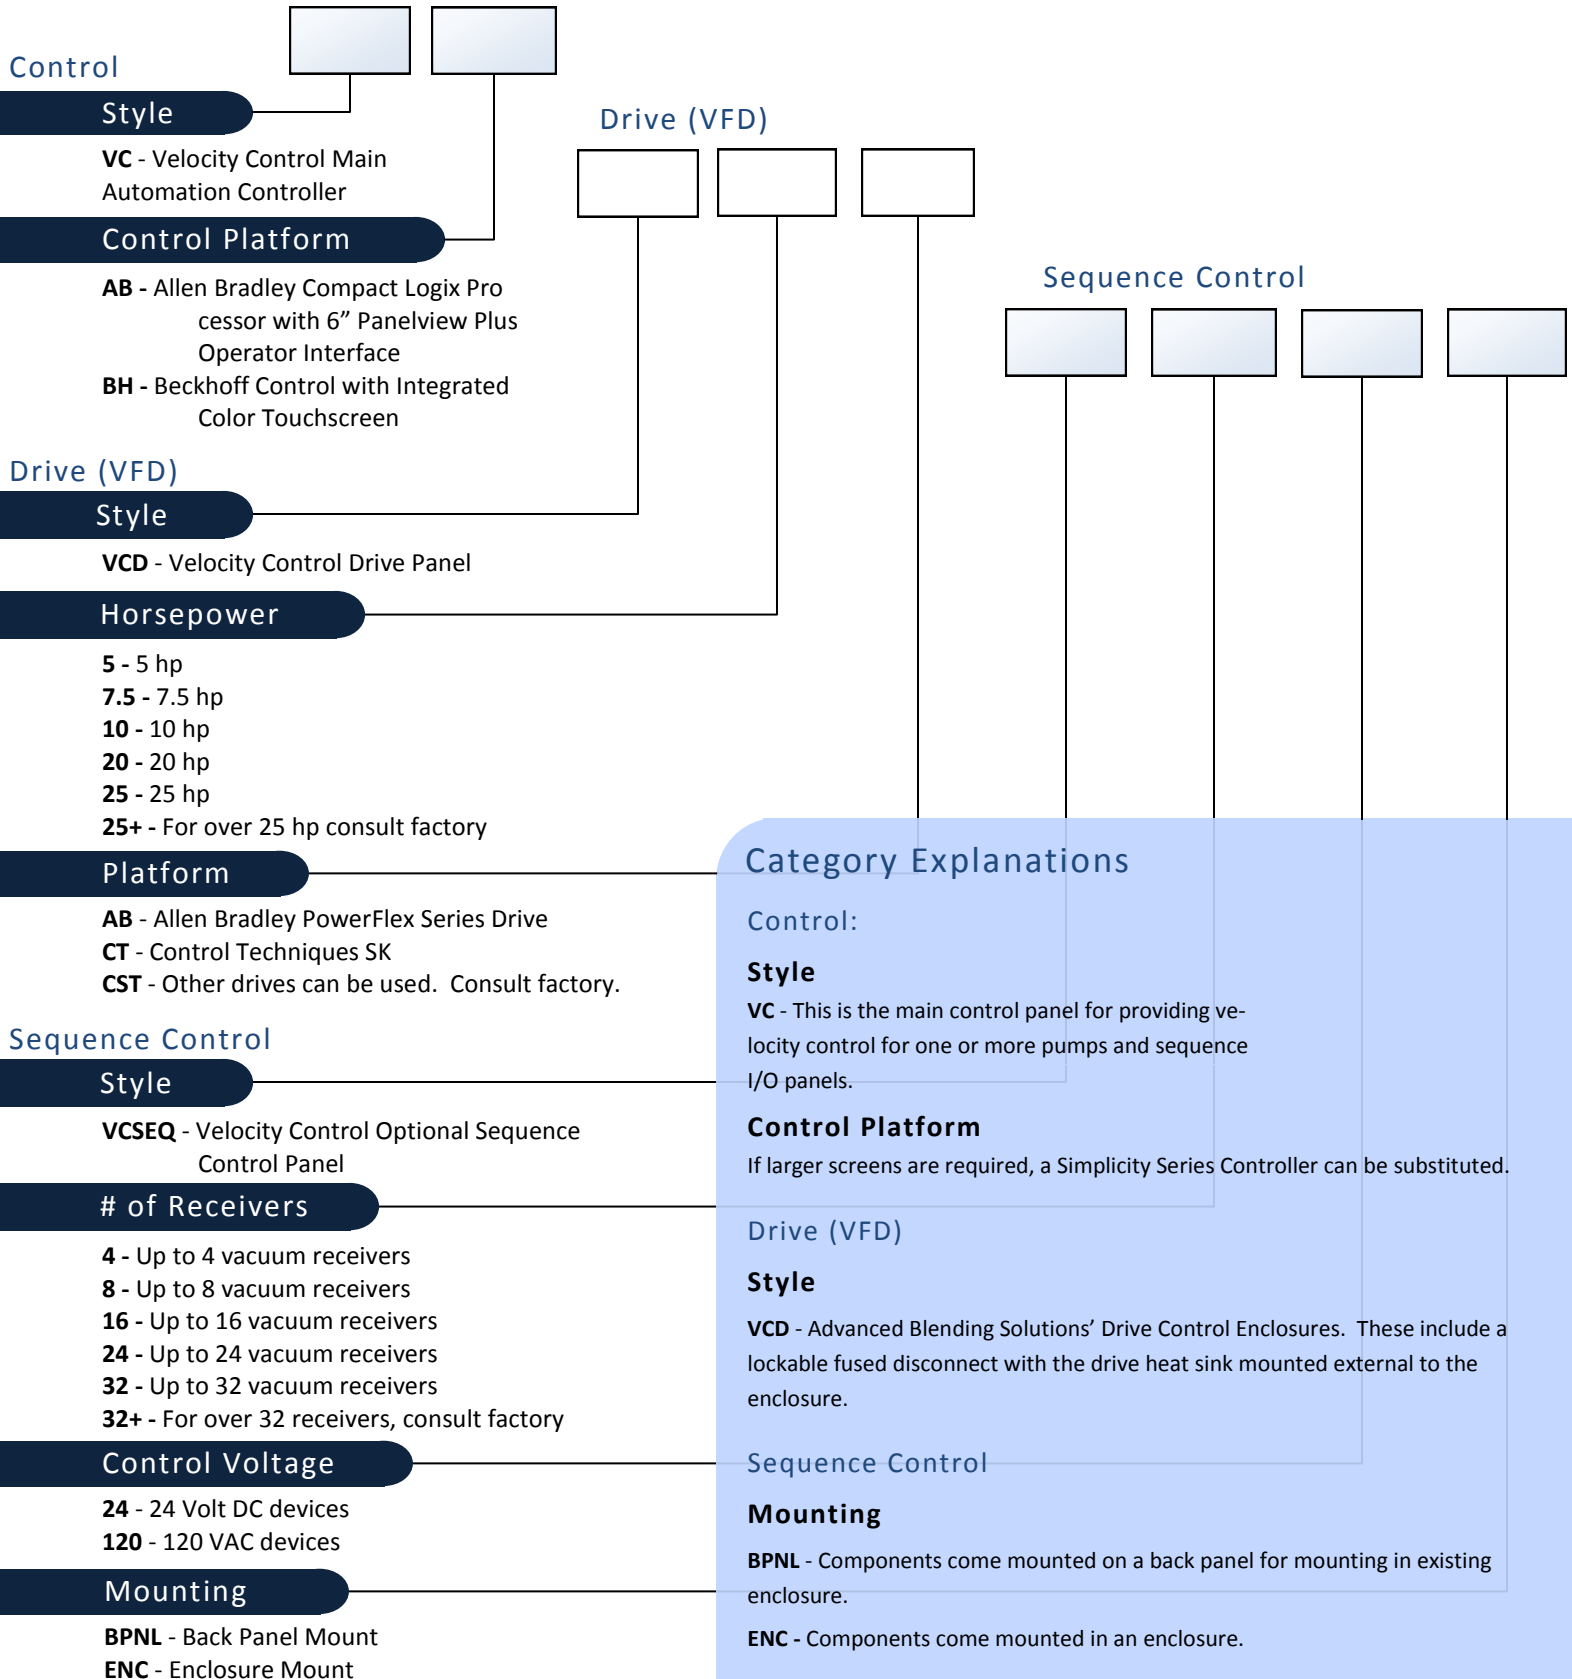 Control
Style
VC - Velocity Control Main
Automation Controller
Control Platform
AB - Allen Bradley Compact Logix Pro
cessor with 6” Panelview Plus
Operator Interface
BH - Beckhoff Control with Integrated
Color Touchscreen
Drive (VFD)
Style
VCD - Velocity Control Drive Panel
Horsepower
5 - 5 hp
7.5 - 7.5 hp
10 - 10 hp
20 - 20 hp
25 - 25 hp
25+ - For over 25 hp consult factory
Platform
AB - Allen Bradley PowerFlex Series Drive
CT - Control Techniques SK
CST - Other drives can be used.  Consult factory.
Sequence Control
Style
VCSEQ - Velocity Control Optional Sequence
Control Panel
# of Receivers
4 - Up to 4 vacuum receivers
8 - Up to 8 vacuum receivers
16 - Up to 16 vacuum receivers
24 - Up to 24 vacuum receivers
32 - Up to 32 vacuum receivers
32+ - For over 32 receivers, consult factory
Control Voltage
24 - 24 Volt DC devices
120 - 120 VAC devices
Mounting
BPNL - Back Panel Mount
ENC - Enclosure Mount
Drive (VFD)
Sequence Control
Category Explanations
Control:
Style
VC - This is the main control panel for providing ve-
locity control for one or more pumps and sequence
I/O panels.
Control Platform
If larger screens are required, a Simplicity Series Controller can be substituted.
Drive (VFD)
Style
VCD - Advanced Blending Solutions’ Drive Control Enclosures.  These include a
lockable fused disconnect with the drive heat sink mounted external to the
enclosure.
Sequence Control
Mounting
BPNL - Components come mounted on a back panel for mounting in existing
enclosure.
ENC - Components come mounted in an enclosure.